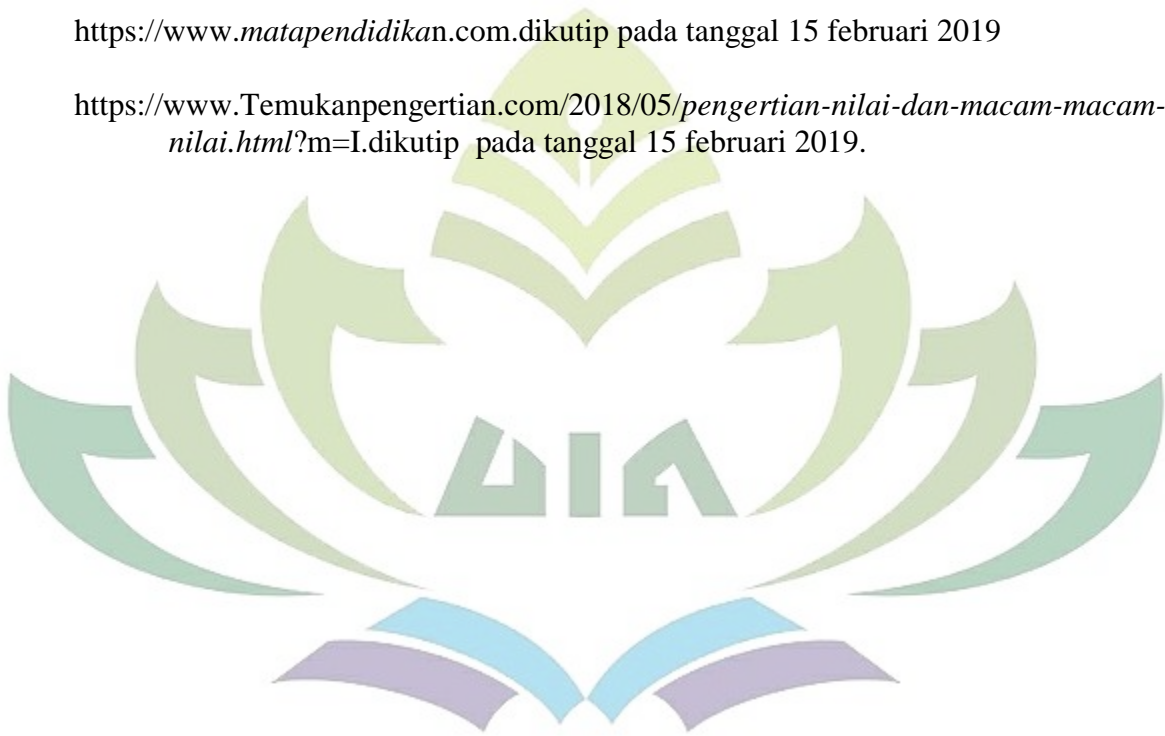 https://www.matapendidikan.com.dikutip pada tanggal 15 februari 2019
https://www.Temukanpengertian.com/2018/05/pengertian-nilai-dan-macam-macam-
nilai.html?m=I.dikutip pada tanggal 15 februari 2019.
UIN